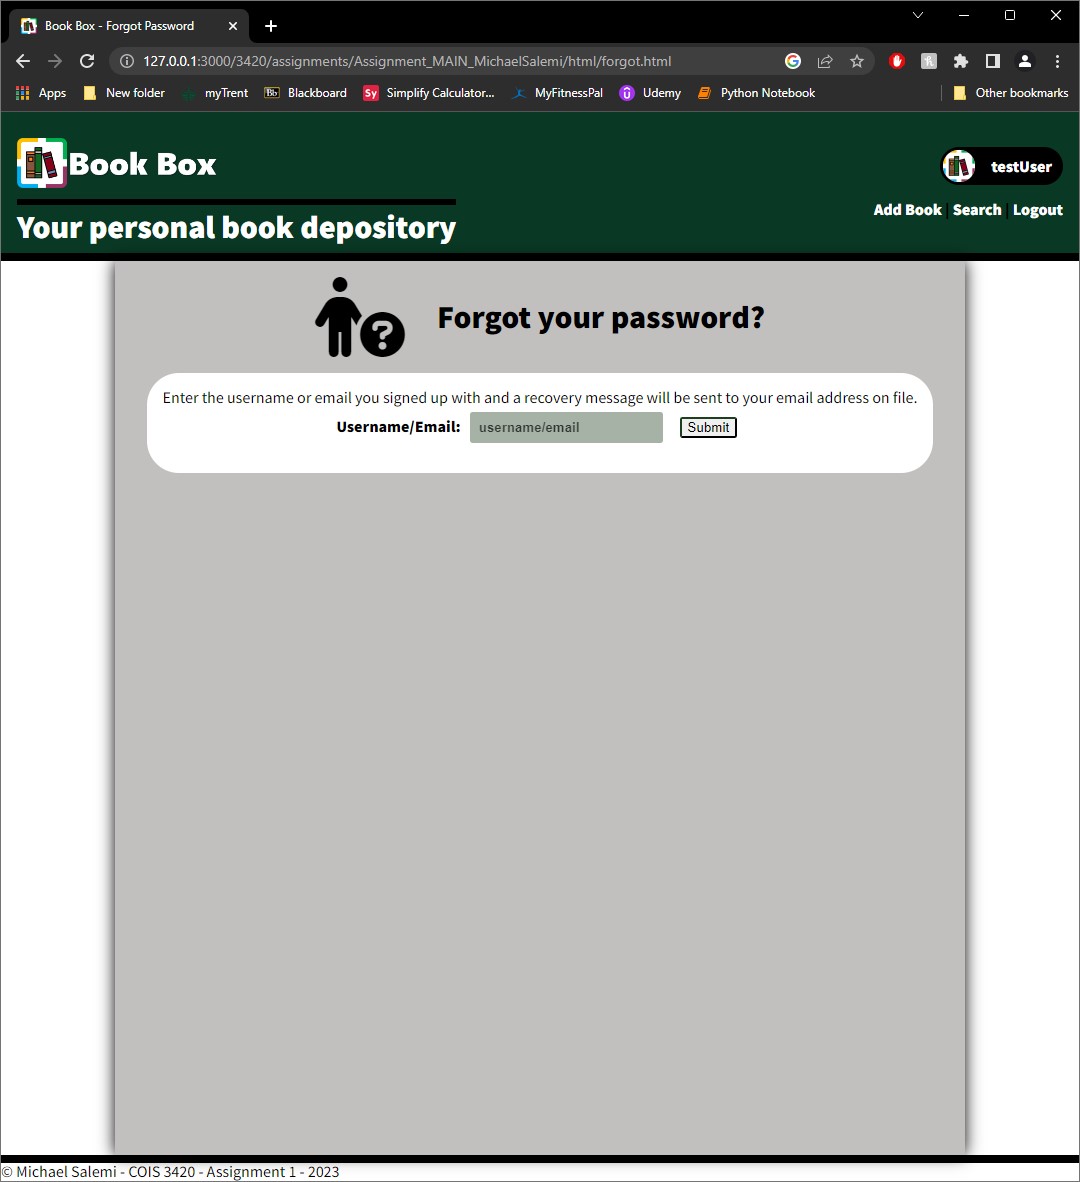 Book Box - Forgot Password
127.0.0.1:3000/3420/assignments/Assignment_MAIN_MichaelSalemi/html/forgot.html
Apps New folder myTrent Bb Blackboard Sy Simplify Calculator... MyFitnessPal Udemy Python Notebook Other bookmarks
Book Box
testUser
Add Book | Search | Logout
Your personal book depository
? Forgot your password?
Enter the username or email you signed up with and a recovery message will be sent to your email address on file.
Username/Email: username/email Submit
© Michael Salemi - COIS 3420 - Assignment 1 - 2023